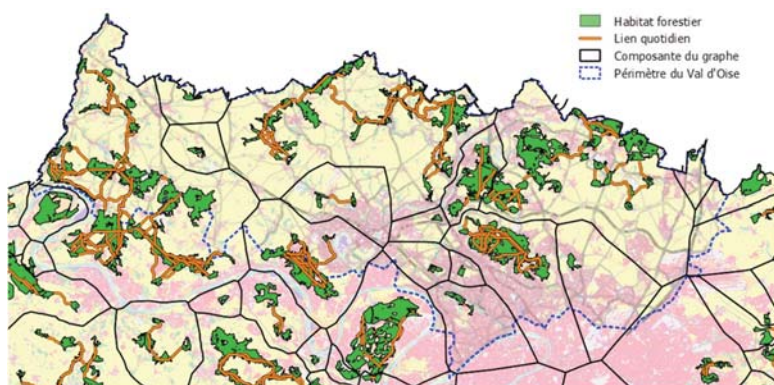 Habitat forestier
Lien quotidien
Composante du graphe
Périmètre du Val d'Oise